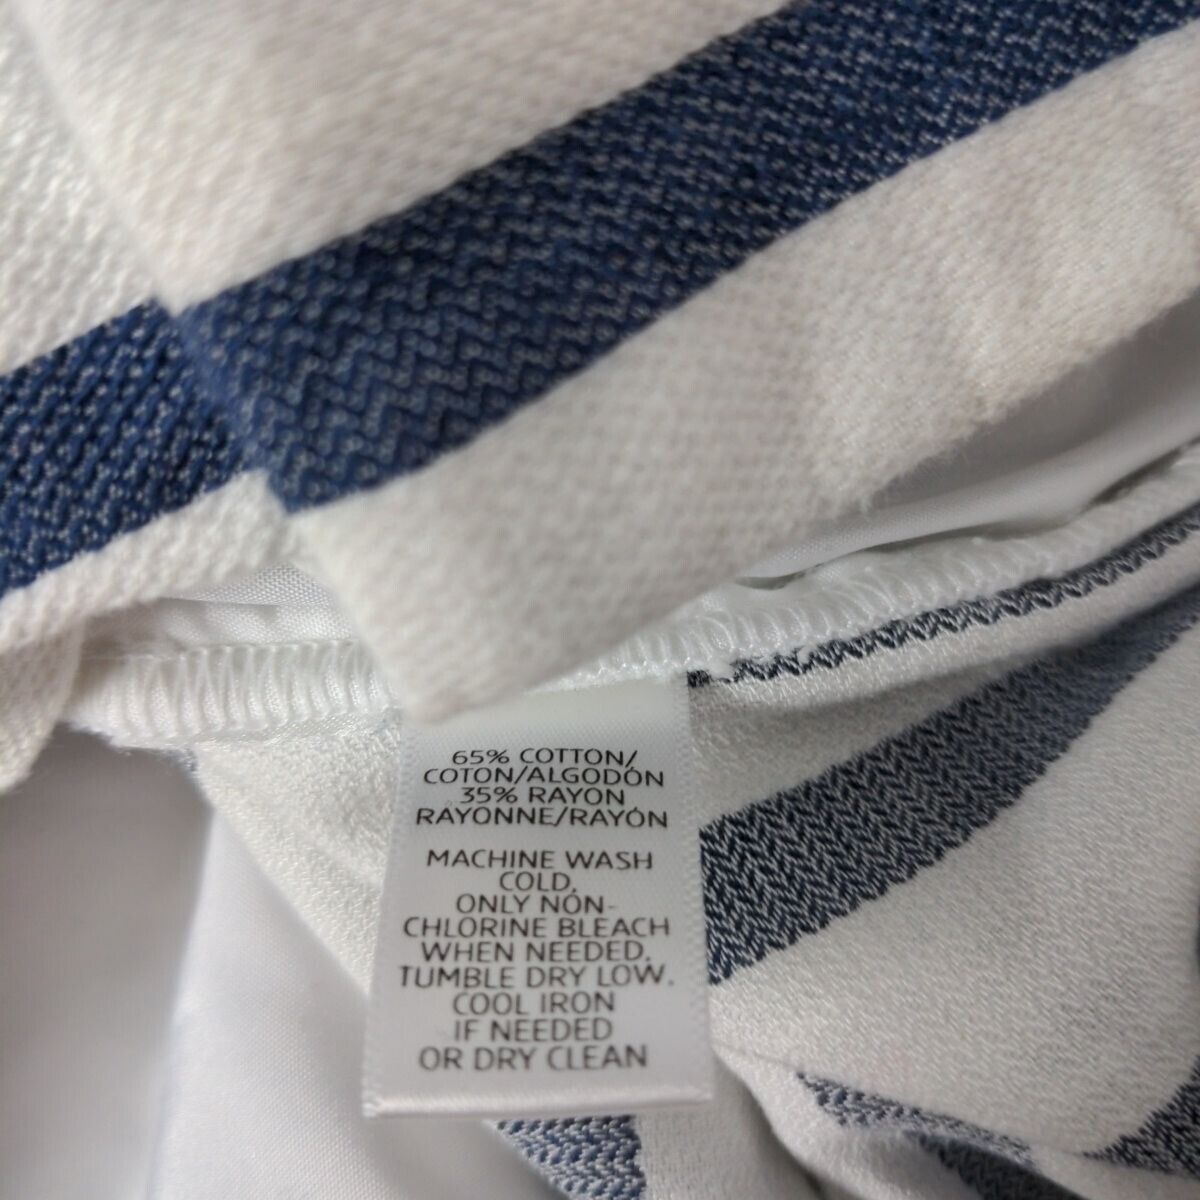 65% COTTON/
COTON/ALGODÓN
35% RAYON
RAYONNE/RAYÓN
MACHINE WASH
COLD,
ONLY NON-
CHLORINE BLEACH
WHEN NEEDED.
TUMBLE DRY LOW.
COOL IRON
IF NEEDED
OR DRY CLEAN